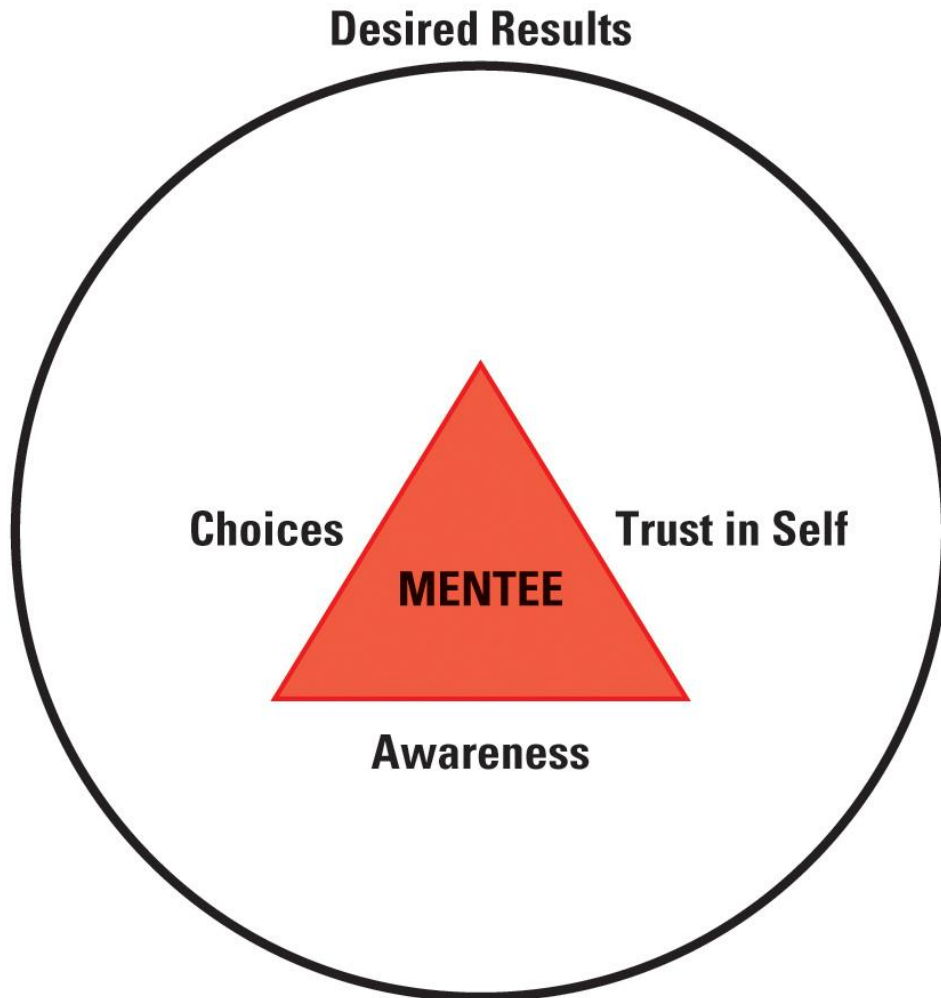 Desired Results
Choices
Trust in Self
MENTEE
Awareness